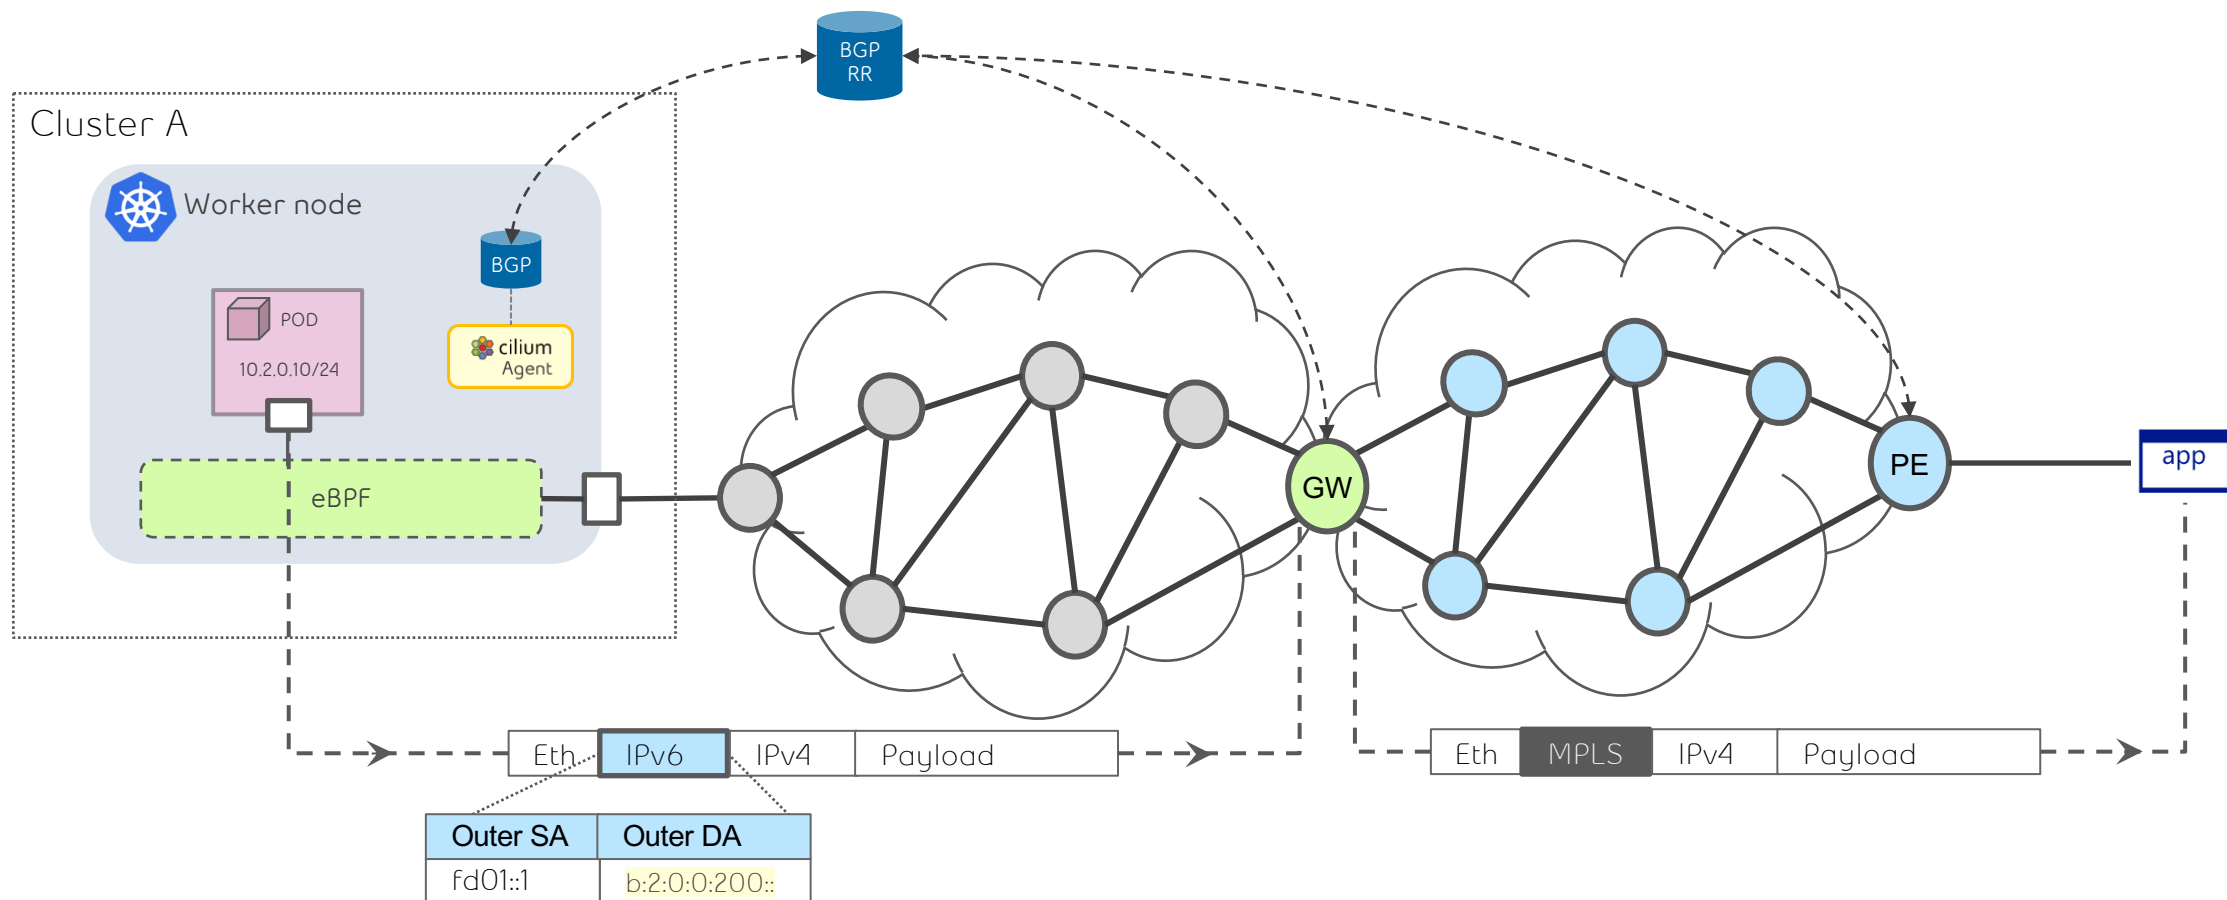 BGP
RR
Cluster A
Worker node
BGP
POD
10.2.0.10/24
cilium
Agent
eBPF
GW
PE
app
Eth
IPv6
IPv4
Payload
Eth
MPLS
IPv4
Payload
Outer SA
Outer DA
fd01::1
b:2:0:0:200::